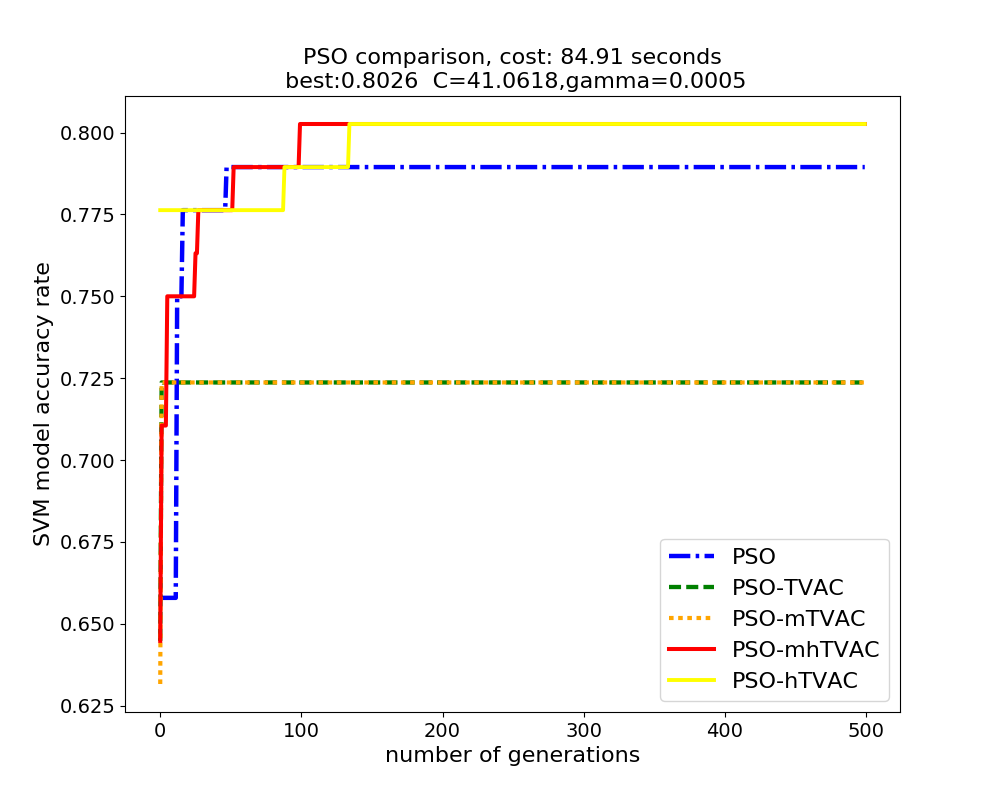 PSO comparison, cost: 84.91 seconds
best:0.8026  C=41.0618,gamma=0.0005
0.800
0.775
0.750
0.725
0.700
0.675
0.650
0.625
SVM model accuracy rate
PSO
PSO-TVAC
PSO-mTVAC
PSO-mhTVAC
PSO-hTVAC
0 100 200 300 400 500
number of generations